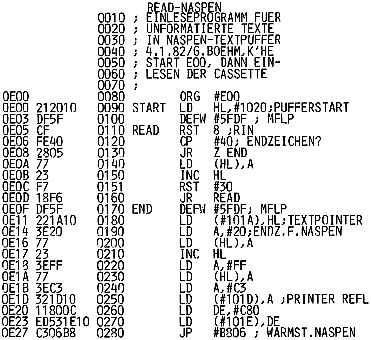 READ-NASPEN
0010 ; EINLESEPROGRAMM FUER
0020 ; UNFORMATIERTE TEXTE
0030 ; IN NASPEN-TEXTPUFFER
0040 ; 4.1.82/G.BOEHM,K'HE
0050 ; START E00, DANN EIN-
0060 ; LESEN DER CASSETTE
0070 ;
0E00 0080 ORG #E00
0E00 212010 0090 START LD HL,#1020;PUFFERSTART
0E03 DF5F 0100 DEFW #5FDF ; MFLP
0E05 CF 0110 READ RST 8 ;RIN
0E06 FE40 0120 CP #40; ENDZEICHEN?
0E08 2805 0130 JR Z END
0E0A 77 0140 LD (HL),A
0E0B 23 0150 INC HL
0E0C F7 0151 RST #30
0E0D 18F6 0160 JR READ
0E0F DF5F 0170 END DEFW #5FDF; MFLP
0E11 221A10 0180 LD (#101A),HL;TEXTPOINTER
0E14 3E20 0190 LD A,#20;ENDZ.F.NASPEN
0E16 77 0200 LD (HL),A
0E17 23 0210 INC HL
0E18 3EFF 0220 LD A,#FF
0E1A 77 0230 LD (HL),A
0E1B 3EC3 0240 LD A,#C3
0E1D 321D10 0250 LD (#101D),A ;PRINTER REFL
0E20 11800C 0260 LD DE,#C80
0E23 ED531E10 0270 LD (#101E),DE
0E27 C306B8 0280 JP #B806 ; WARMST.NASPEN